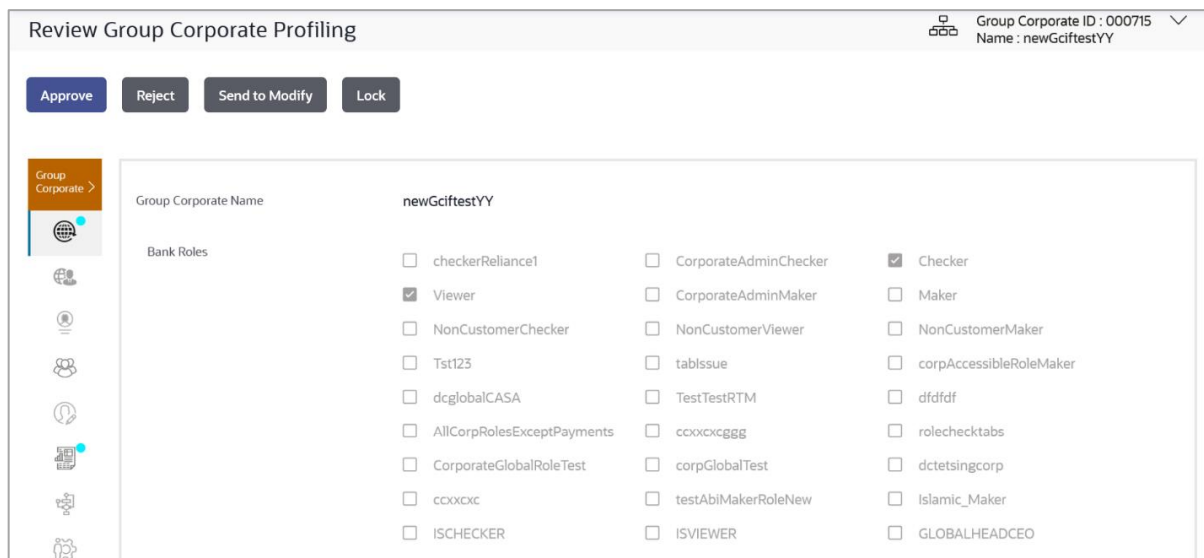 Review Group Corporate Profiling
Group Corporate ID : 000715
Name : newGciftestYY
Approve Reject Send to Modify Lock
Group
Corporate >
Group Corporate Name newGciftestYY
Bank Roles
checkerReliance1 CorporateAdminChecker Checker
Viewer CorporateAdminMaker Maker
NonCustomerChecker NonCustomerViewer NonCustomerMaker
Tst123 tabIssue corpAccessibleRoleMaker
dcglobalCASA TestTestRTM dfdfdf
AllCorpRolesExceptPayments ccxxcxcggg rolechecktabs
CorporateGlobalRoleTest corpGlobalTest dctetsingcorp
ccxxcxc testAbiMakerRoleNew Islamic_Maker
ISCHECKER ISVIEWER GLOBALHEADCEO